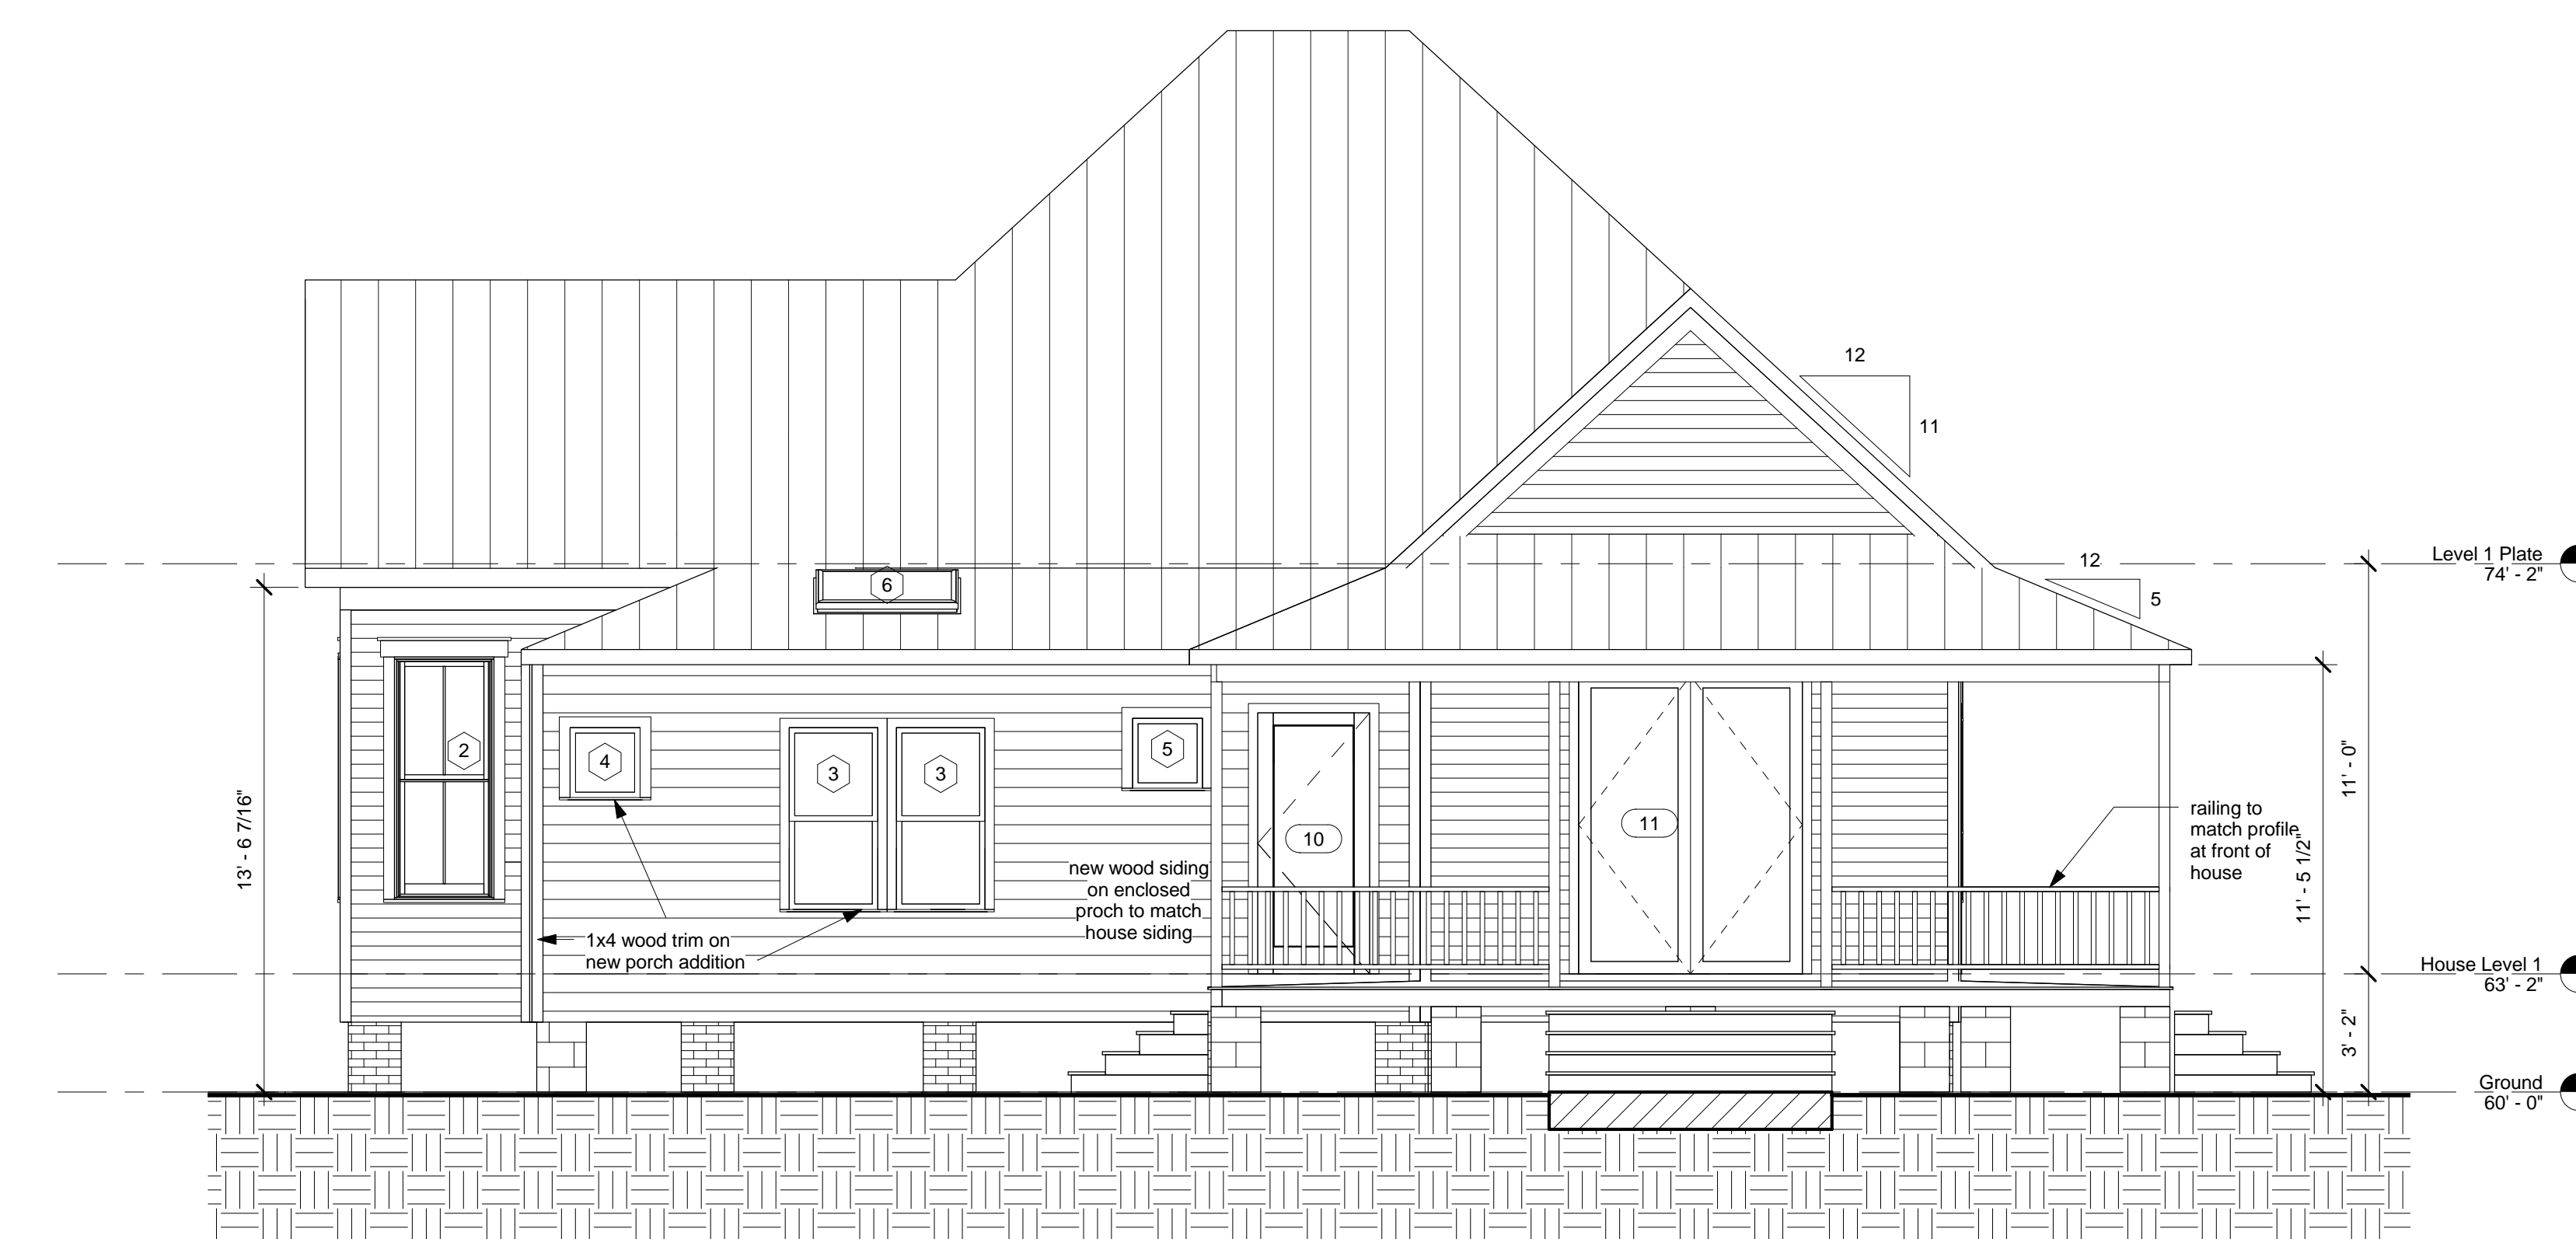 12
11
12
5
Level 1 Plate
74' - 2"
6
2
4
3
3
5
10
11
13' - 6 7/16"
11' - 0"
11' - 5 1/2"
3' - 2"
railing to
match profile
at front of
house
new wood siding
on enclosed
proch to match
house siding
1x4 wood trim on
new porch addition
House Level 1
63' - 2"
Ground
60' - 0"